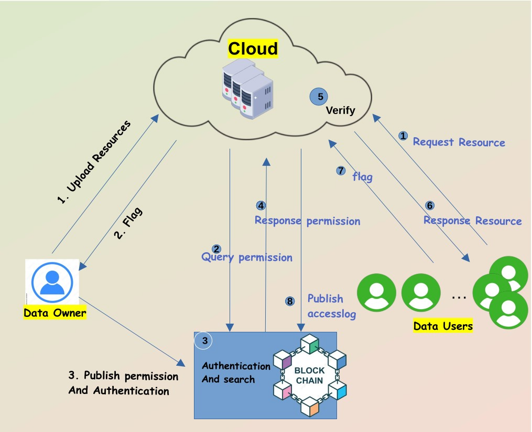 Cloud
5
Verify
1
Request Resource
1. Upload Resources
7
flag
2. Flag
4
Response permission
6
Response Resource
2
Query permission
8
Publish
accesslog
...
Data Owner
Data Users
3
Authentication
And search
BLOCK
CHAIN
3. Publish permission
And Authentication